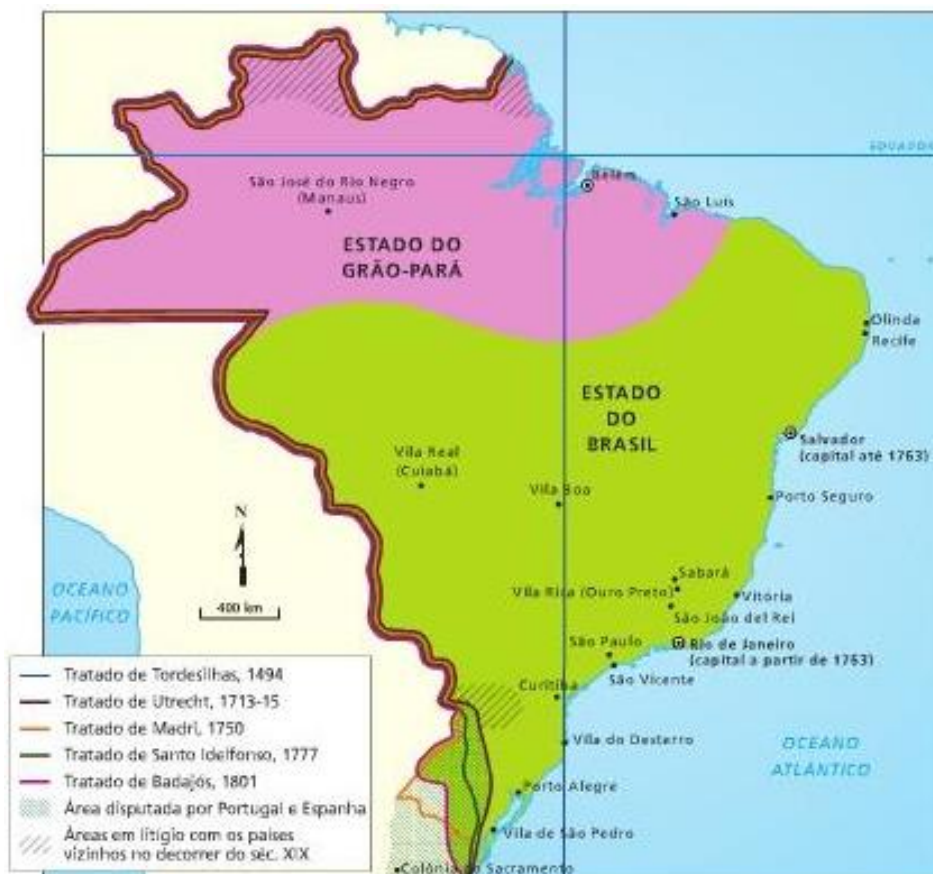 EQUADOR
Belém
São José do Rio Negro
(Manaus)
São Luís
ESTADO DO
GRÃO-PARÁ
Olinda
Recife
ESTADO
DO
BRASIL
Salvador
(capital até 1763)
Vila Real
(Cuiabá)
Vila Boa
Porto Seguro
N
400 km
OCEANO
PACÍFICO
Sabará
Vila Rica (Ouro Preto)
Vitória
São João del Rei
São Paulo
Rio de Janeiro
(capital a partir de 1763)
São Vicente
Curitiba
Vila do Desterro
OCEANO
ATLÂNTICO
Porto Alegre
Vila de São Pedro
Colônia do Sacramento
Tratado de Tordesilhas, 1494
Tratado de Utrecht, 1713-15
Tratado de Madri, 1750
Tratado de Santo Idelfonso, 1777
Tratado de Badajós, 1801
Área disputada por Portugal e Espanha
Áreas em litígio com os países
vizinhos no decorrer do séc. XIX